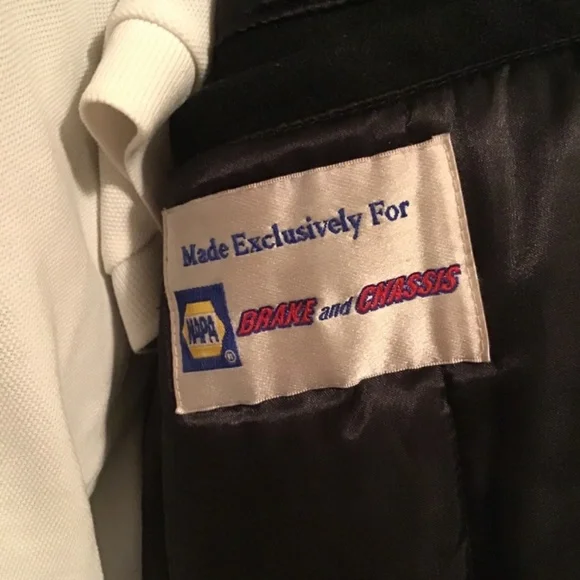 Made Exclusively For
NAPA ®
BRAKE and CHASSIS